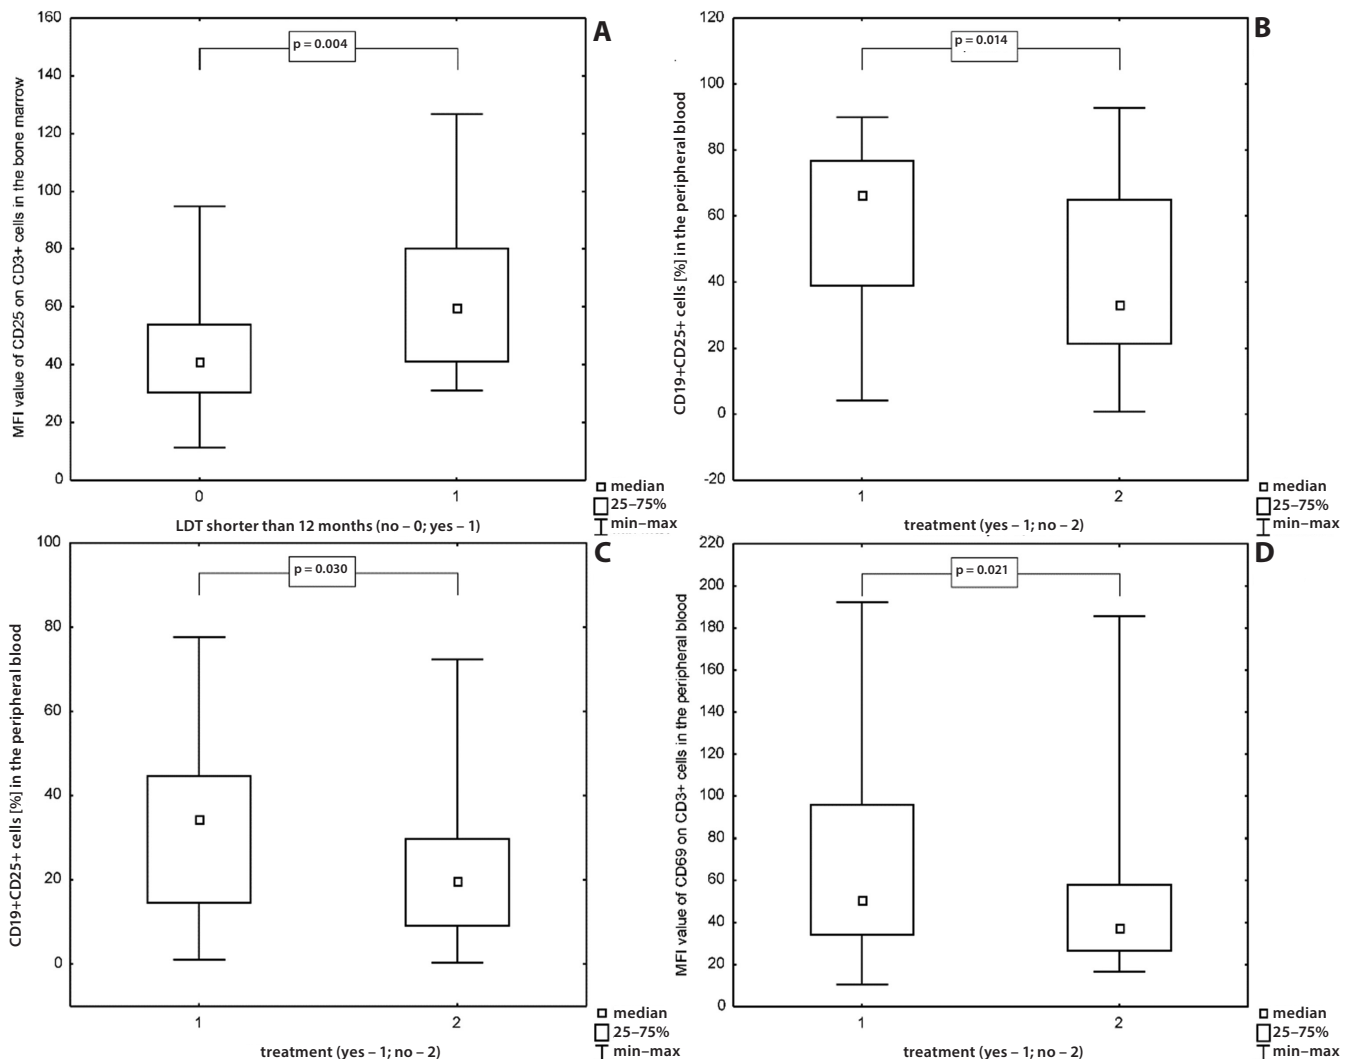 A
p = 0.004
MFI value of CD25 on CD3+ cells in the bone marrow
160
140
120
100
80
60
40
20
0
0 1
LDT shorter than 12 months (no – 0; yes – 1)
median
25–75%
min–max
B
p = 0.014
CD19+CD25+ cells [%] in the peripheral blood
120
100
80
60
40
20
0
-20
1 2
treatment (yes – 1; no – 2)
median
25–75%
min–max
C
p = 0.030
CD19+CD25+ cells [%] in the peripheral blood
100
80
60
40
20
0
1 2
treatment (yes – 1; no – 2)
median
25–75%
min–max
D
p = 0.021
MFI value of CD69 on CD3+ cells in the peripheral blood
220
200
180
160
140
120
100
80
60
40
20
0
1 2
treatment (yes – 1; no – 2)
median
25–75%
min–max